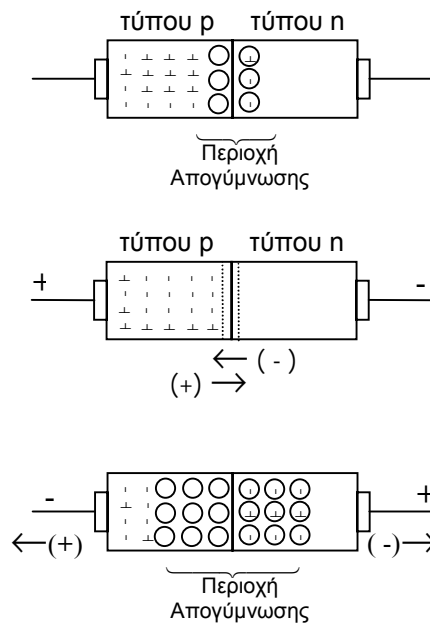 τύπου p τύπου n
Περιοχή
Απογύμνωσης
τύπου p τύπου n
+ -
( - )
(+)
- +
(+) ( -)
Περιοχή
Απογύμνωσης